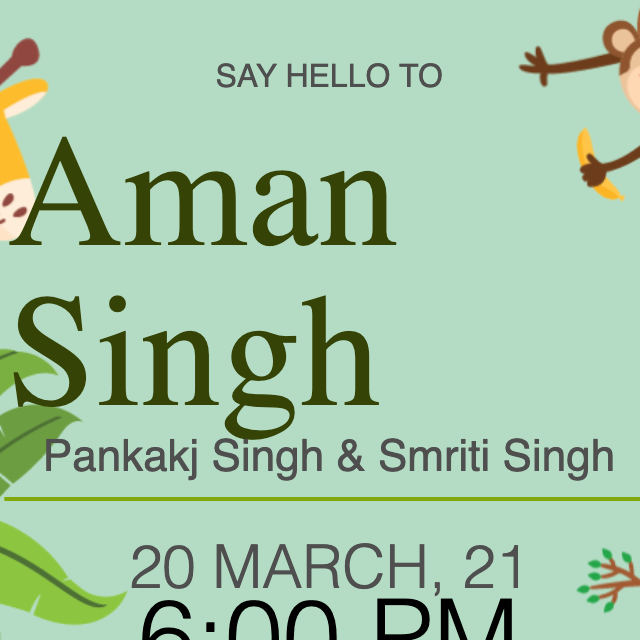 SAY HELLO TO
Aman
Singh
Pankakj Singh & Smriti Singh
20 MARCH, 21
6:00 PM